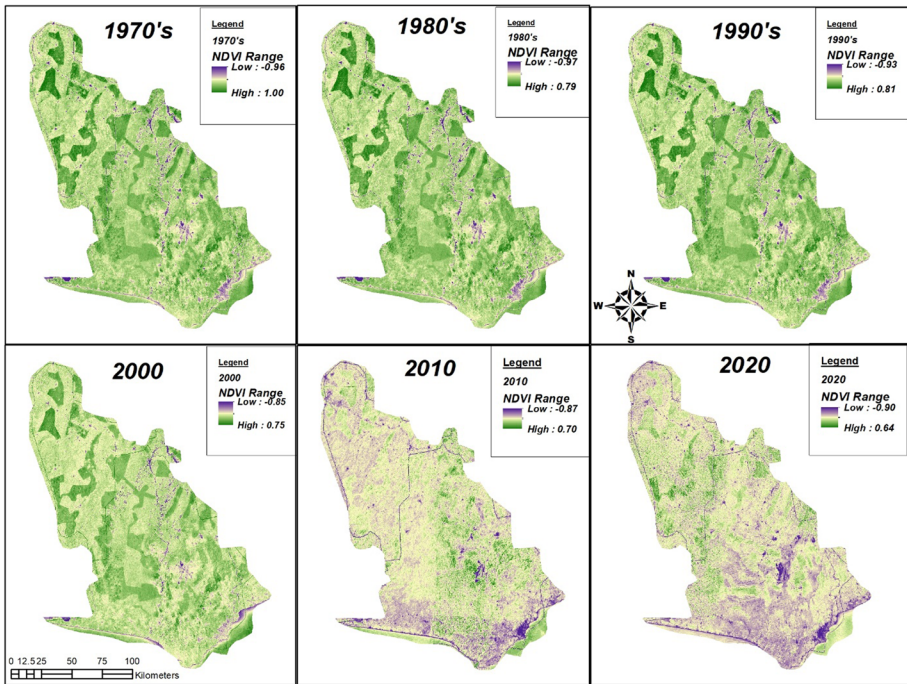 1970's
Legend
1970's
NDVI Range
Low : -0.96
High : 1.00
1980's
Legend
1980's
NDVI Range
Low : -0.97
High : 0.79
1990's
Legend
1990's
NDVI Range
Low : -0.93
High : 0.81
N
W E
S
2000
Legend
2000
NDVI Range
Low : -0.85
High : 0.75
0 12.525 50 75 100
Kilometers
2010
Legend
2010
NDVI Range
Low : -0.87
High : 0.70
2020
Legend
2020
NDVI Range
Low : -0.90
High : 0.64